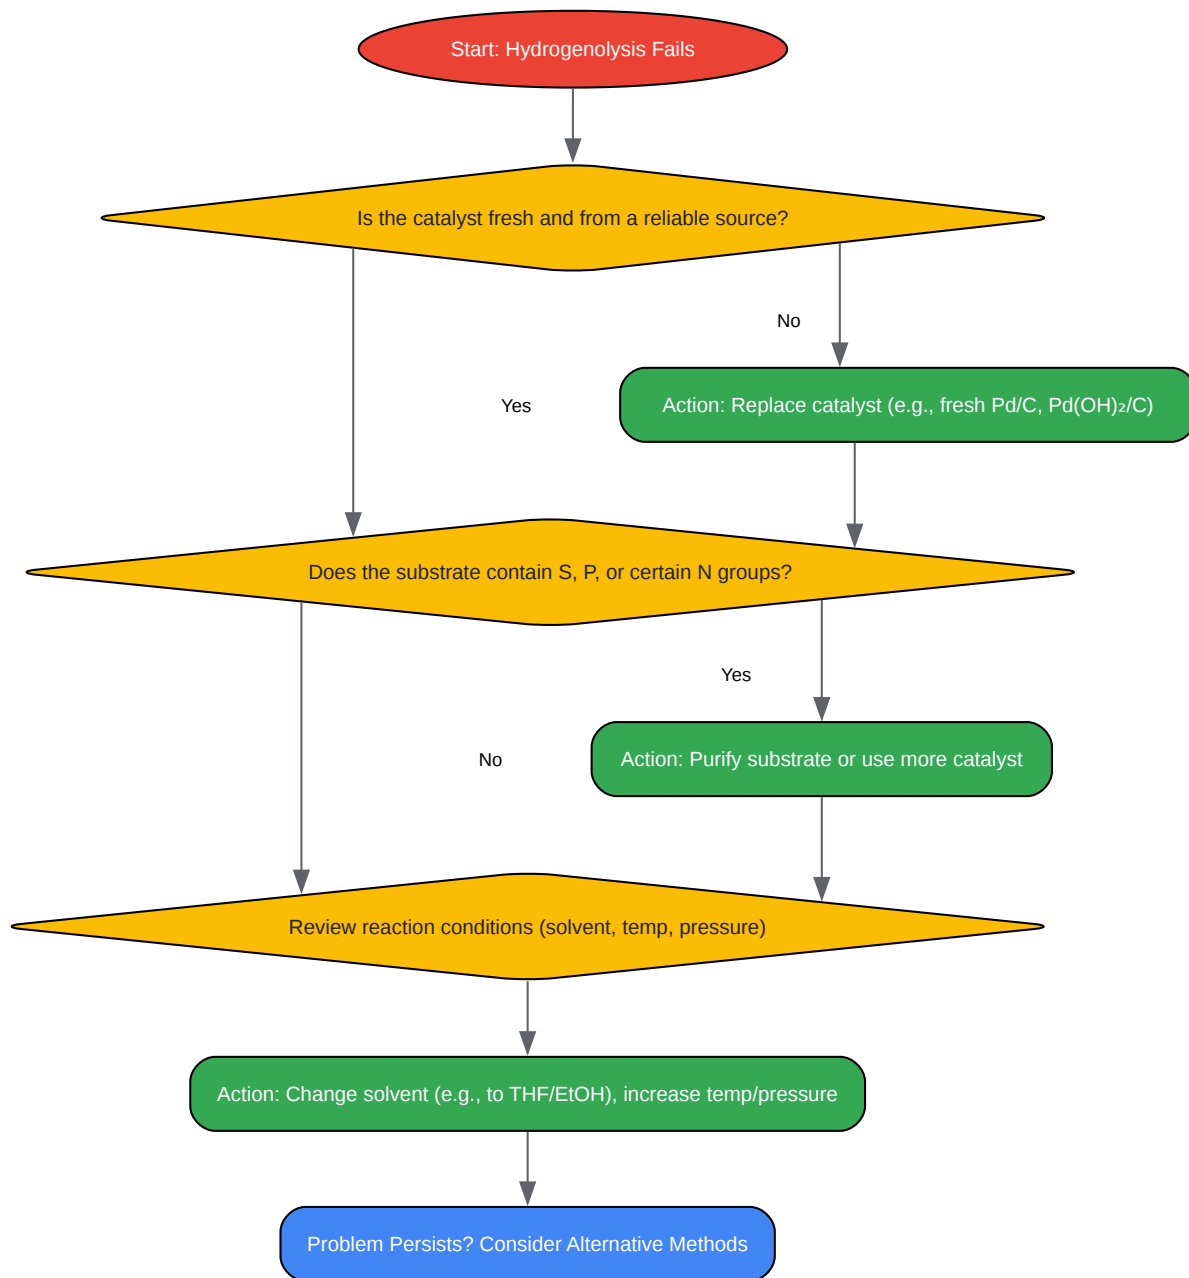 Start: Hydrogenolysis Fails
Is the catalyst fresh and from a reliable source?
No
Yes
Action: Replace catalyst (e.g., fresh Pd/C, Pd(OH)₂/C)
Does the substrate contain S, P, or certain N groups?
Yes
No
Action: Purify substrate or use more catalyst
Review reaction conditions (solvent, temp, pressure)
Action: Change solvent (e.g., to THF/EtOH), increase temp/pressure
Problem Persists? Consider Alternative Methods